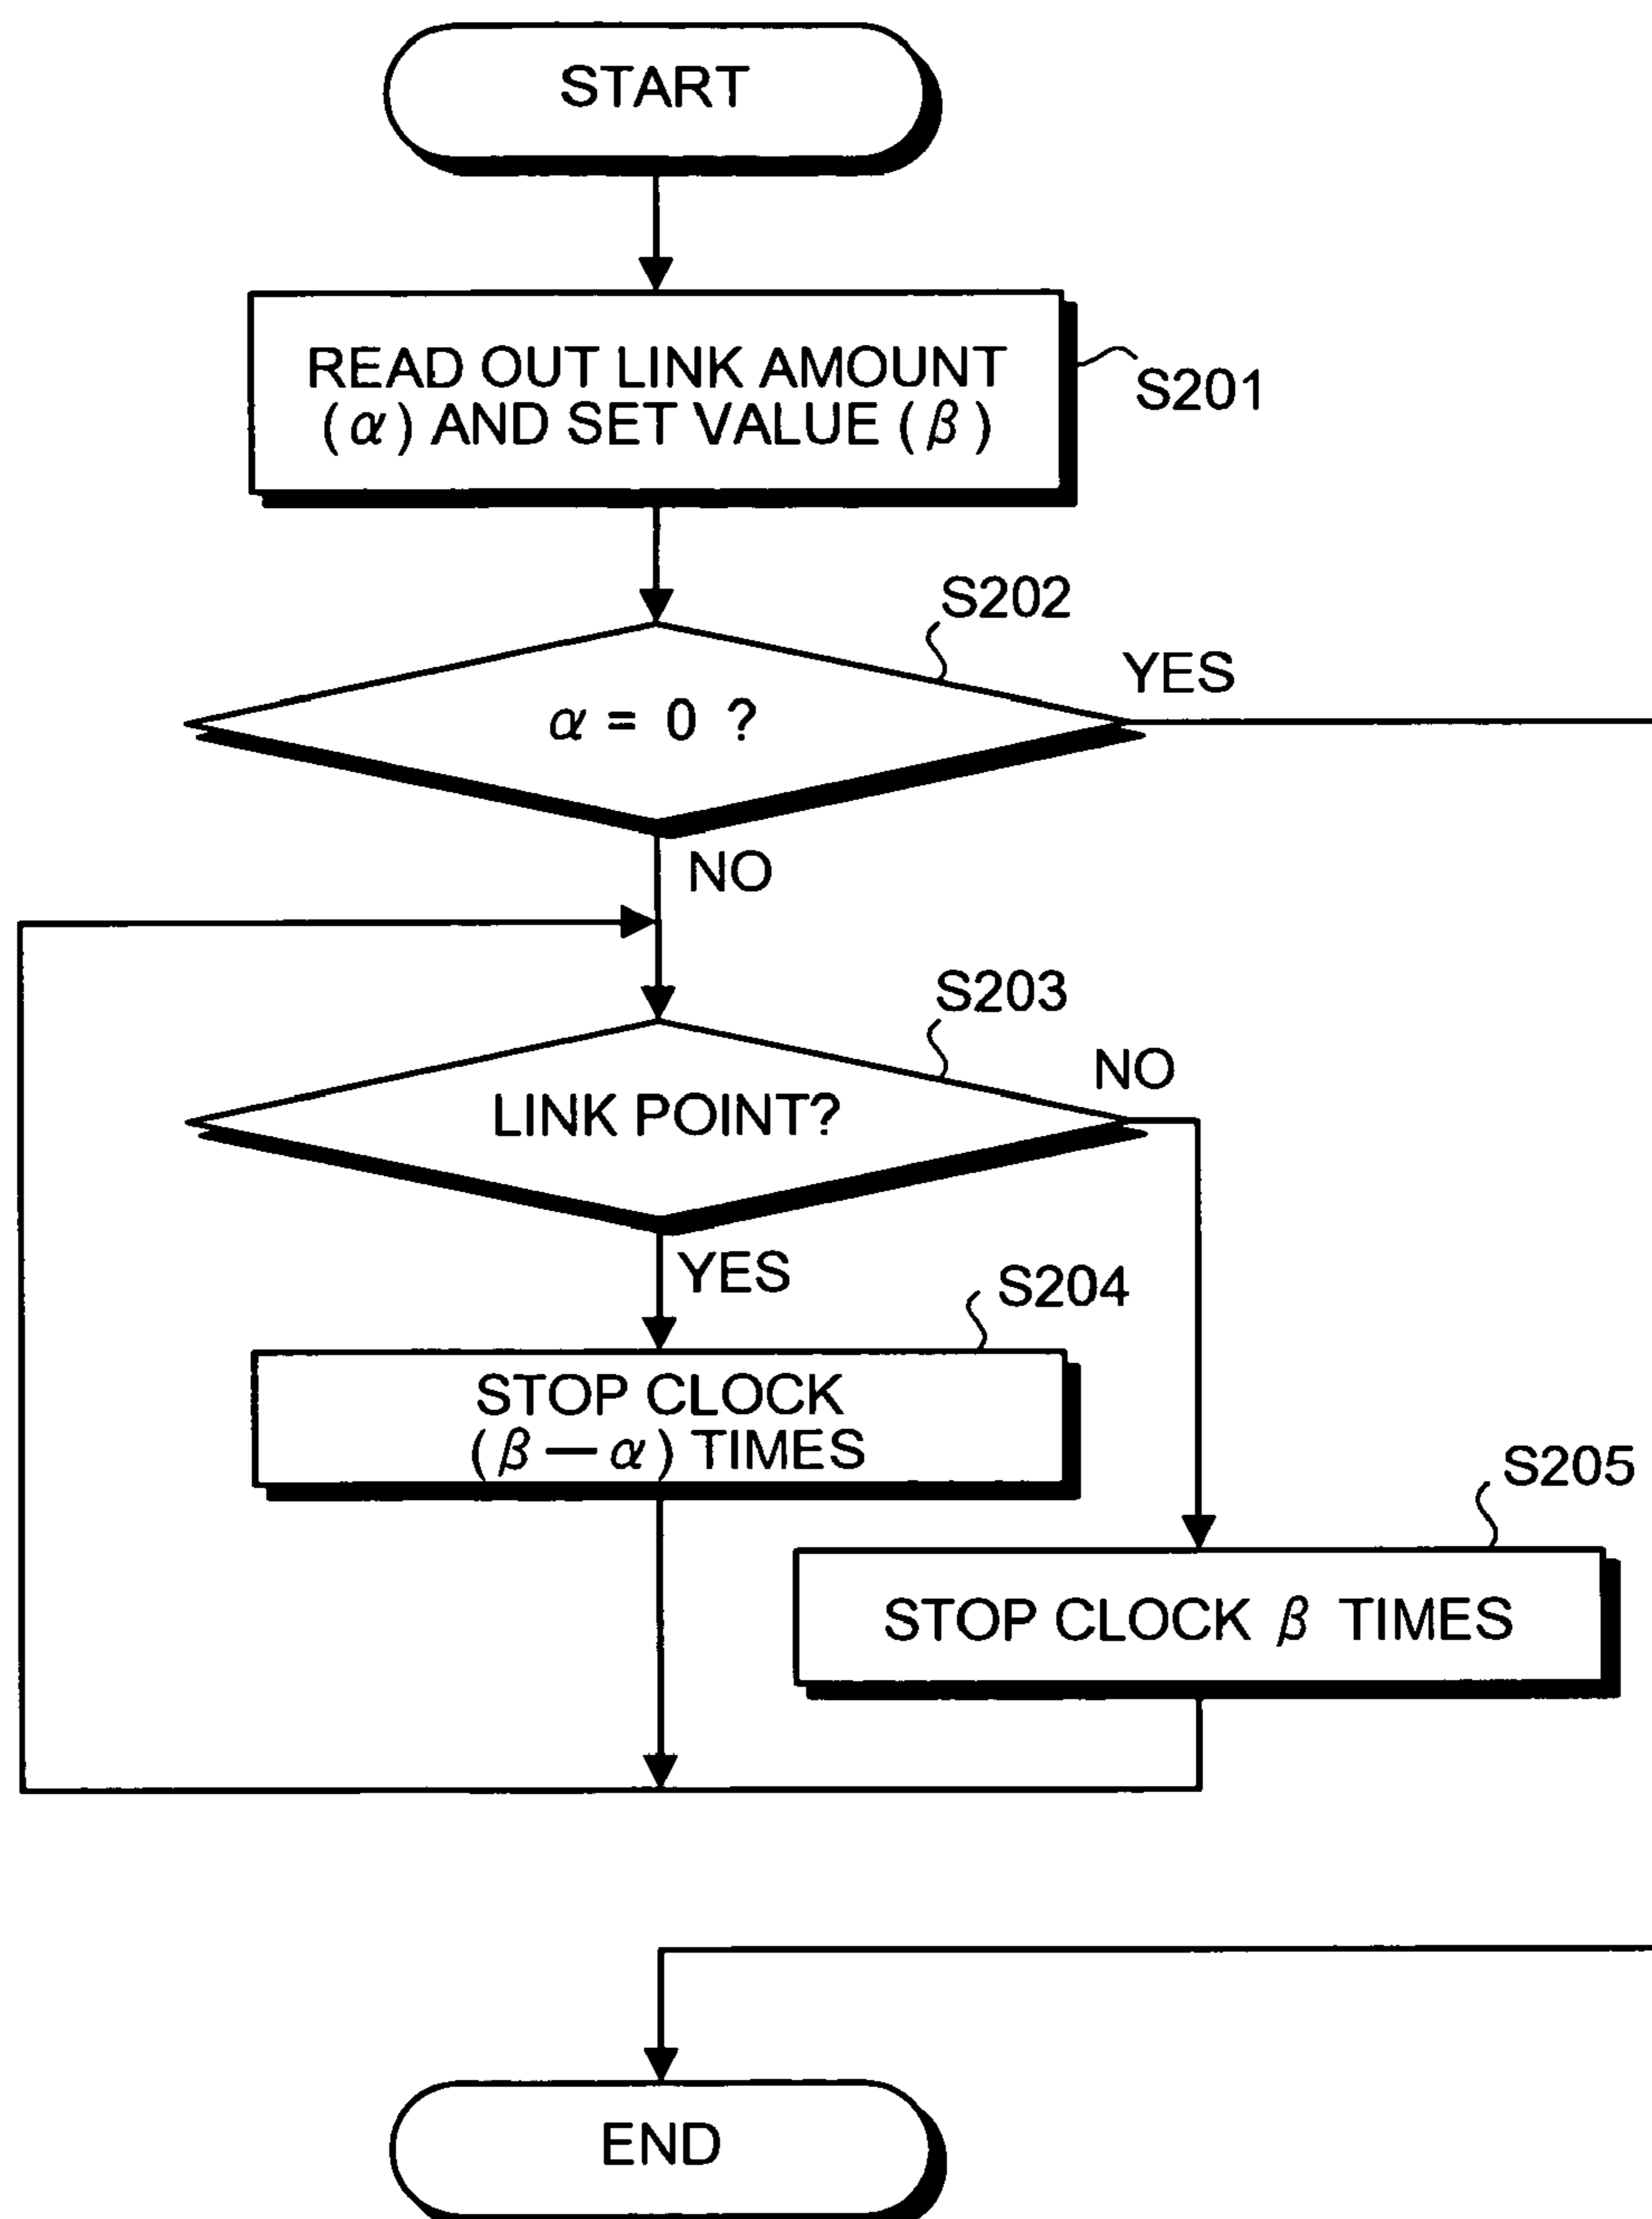 START
READ OUT LINK AMOUNT
(α) AND SET VALUE (β)
S201
S202
α = 0 ?
YES
NO
S203
LINK POINT?
NO
YES
S204
STOP CLOCK
(β — α) TIMES
S205
STOP CLOCK β TIMES
END